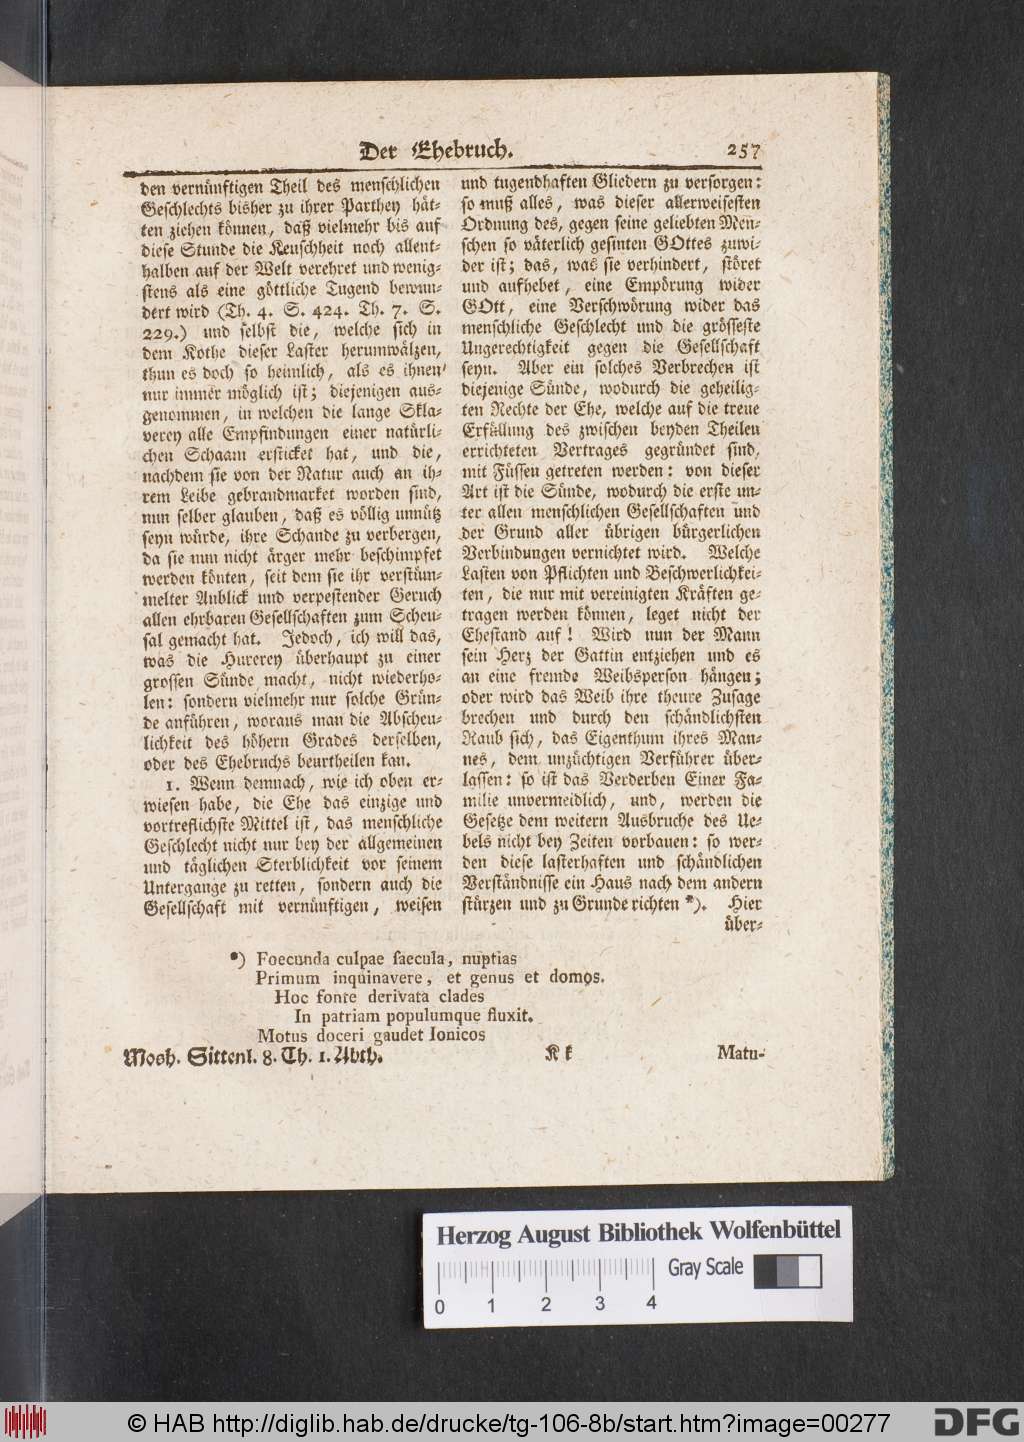 Der Ehebruch. 257
den vernünftigen Theil des menschlichen
Geschlechts bisher zu ihrer Parthey hät-
ten ziehen können, daß vielmehr bis auf
diese Stunde die Keuschheit noch allent-
halben auf der Welt verehret und wenig-
stens als eine göttliche Tugend bewun-
dert wird (Th. 4. S. 424. Th. 7. S.
229.) und selbst die, welche sich in
dem Kothe dieser Laster herumwälzen,
thun es doch so heimlich, als es ihnen
nur immer möglich ist; diejenigen aus-
genommen, in welchen die lange Skla-
verey alle Empfindungen einer natürli-
chen Schaam ersticket hat, und die,
nachdem sie von der Natur auch an ih-
rem Leibe gebrandmarket worden sind,
nun selber glauben, daß es völlig unnütz
seyn würde, ihre Schande zu verbergen,
da sie nun nicht ärger mehr beschimpfet
werden könten, seit dem sie ihr verstüm-
melter Anblick und verpestender Geruch
allen ehrbaren Gesellschaften zum Scheu-
sal gemacht hat. Jedoch, ich will das,
was die Hurerey überhaupt zu einer
grossen Sünde macht, nicht wiederho-
len: sondern vielmehr nur solche Grün-
de anführen, woraus man die Abscheu-
lichkeit des höhern Grades derselben,
oder des Ehebruchs beurtheilen kan.
1. Wenn demnach, wie ich oben er-
wiesen habe, die Ehe das einzige und
vortreflichste Mittel ist, das menschliche
Geschlecht nicht nur bey der allgemeinen
und täglichen Sterblichkeit vor seinem
Untergange zu retten, sondern auch die
Gesellschaft mit vernünftigen, weisen
und tugendhaften Gliedern zu versorgen:
so muß alles, was dieser allerweisesten
Ordnung des, gegen seine geliebten Men-
schen so väterlich gesinten GOttes zuwi-
der ist; das, was sie verhindert, störet
und aufhebet, eine Empörung wider
GOtt, eine Verschwörung wider das
menschliche Geschlecht und die grösseste
Ungerechtigkeit gegen die Gesellschaft
seyn. Aber ein solches Verbrechen ist
diejenige Sünde, wodurch die geheilig-
ten Rechte der Ehe, welche auf die treue
Erfüllung des zwischen beyden Theilen
errichteten Vertrages gegründet sind,
mit Füssen getreten werden: von dieser
Art ist die Sünde, wodurch die erste un-
ter allen menschlichen Gesellschaften und
der Grund aller übrigen bürgerlichen
Verbindungen vernichtet wird. Welche
Lasten von Pflichten und Beschwerlichkei-
ten, die nur mit vereinigten Kräften ge-
tragen werden können, leget nicht der
Ehestand auf! Wird nun der Mann
sein Herz der Gattin entziehen und es
an eine fremde Weibsperson hängen;
oder wird das Weib ihre theure Zusage
brechen und durch den schändlichsten
Raub sich, das Eigenthum ihres Man-
nes, dem unzüchtigen Verführer über-
lassen: so ist das Verderben Einer Fa-
milie unvermeidlich, und, werden die
Gesetze dem weitern Ausbruche des Ue-
bels nicht bey Zeiten vorbauen: so wer-
den diese lasterhaften und schändlichen
Verständnisse ein Haus nach dem andern
stürzen und zu Grunde richten *). Hier
über-
*) Foecunda culpae saecula, nuptias
Primum inquinavere, et genus et domos.
Hoc fonte derivata clades
In patriam populumque fluxit.
Motus doceri gaudet Ionicos
Mosh. Sittenl. 8. Th. 1. Abth. K k Matu-
Herzog August Bibliothek Wolfenbüttel
Gray Scale
0 1 2 3 4
© HAB http://diglib.hab.de/drucke/tg-106-8b/start.htm?image=00277
DFG